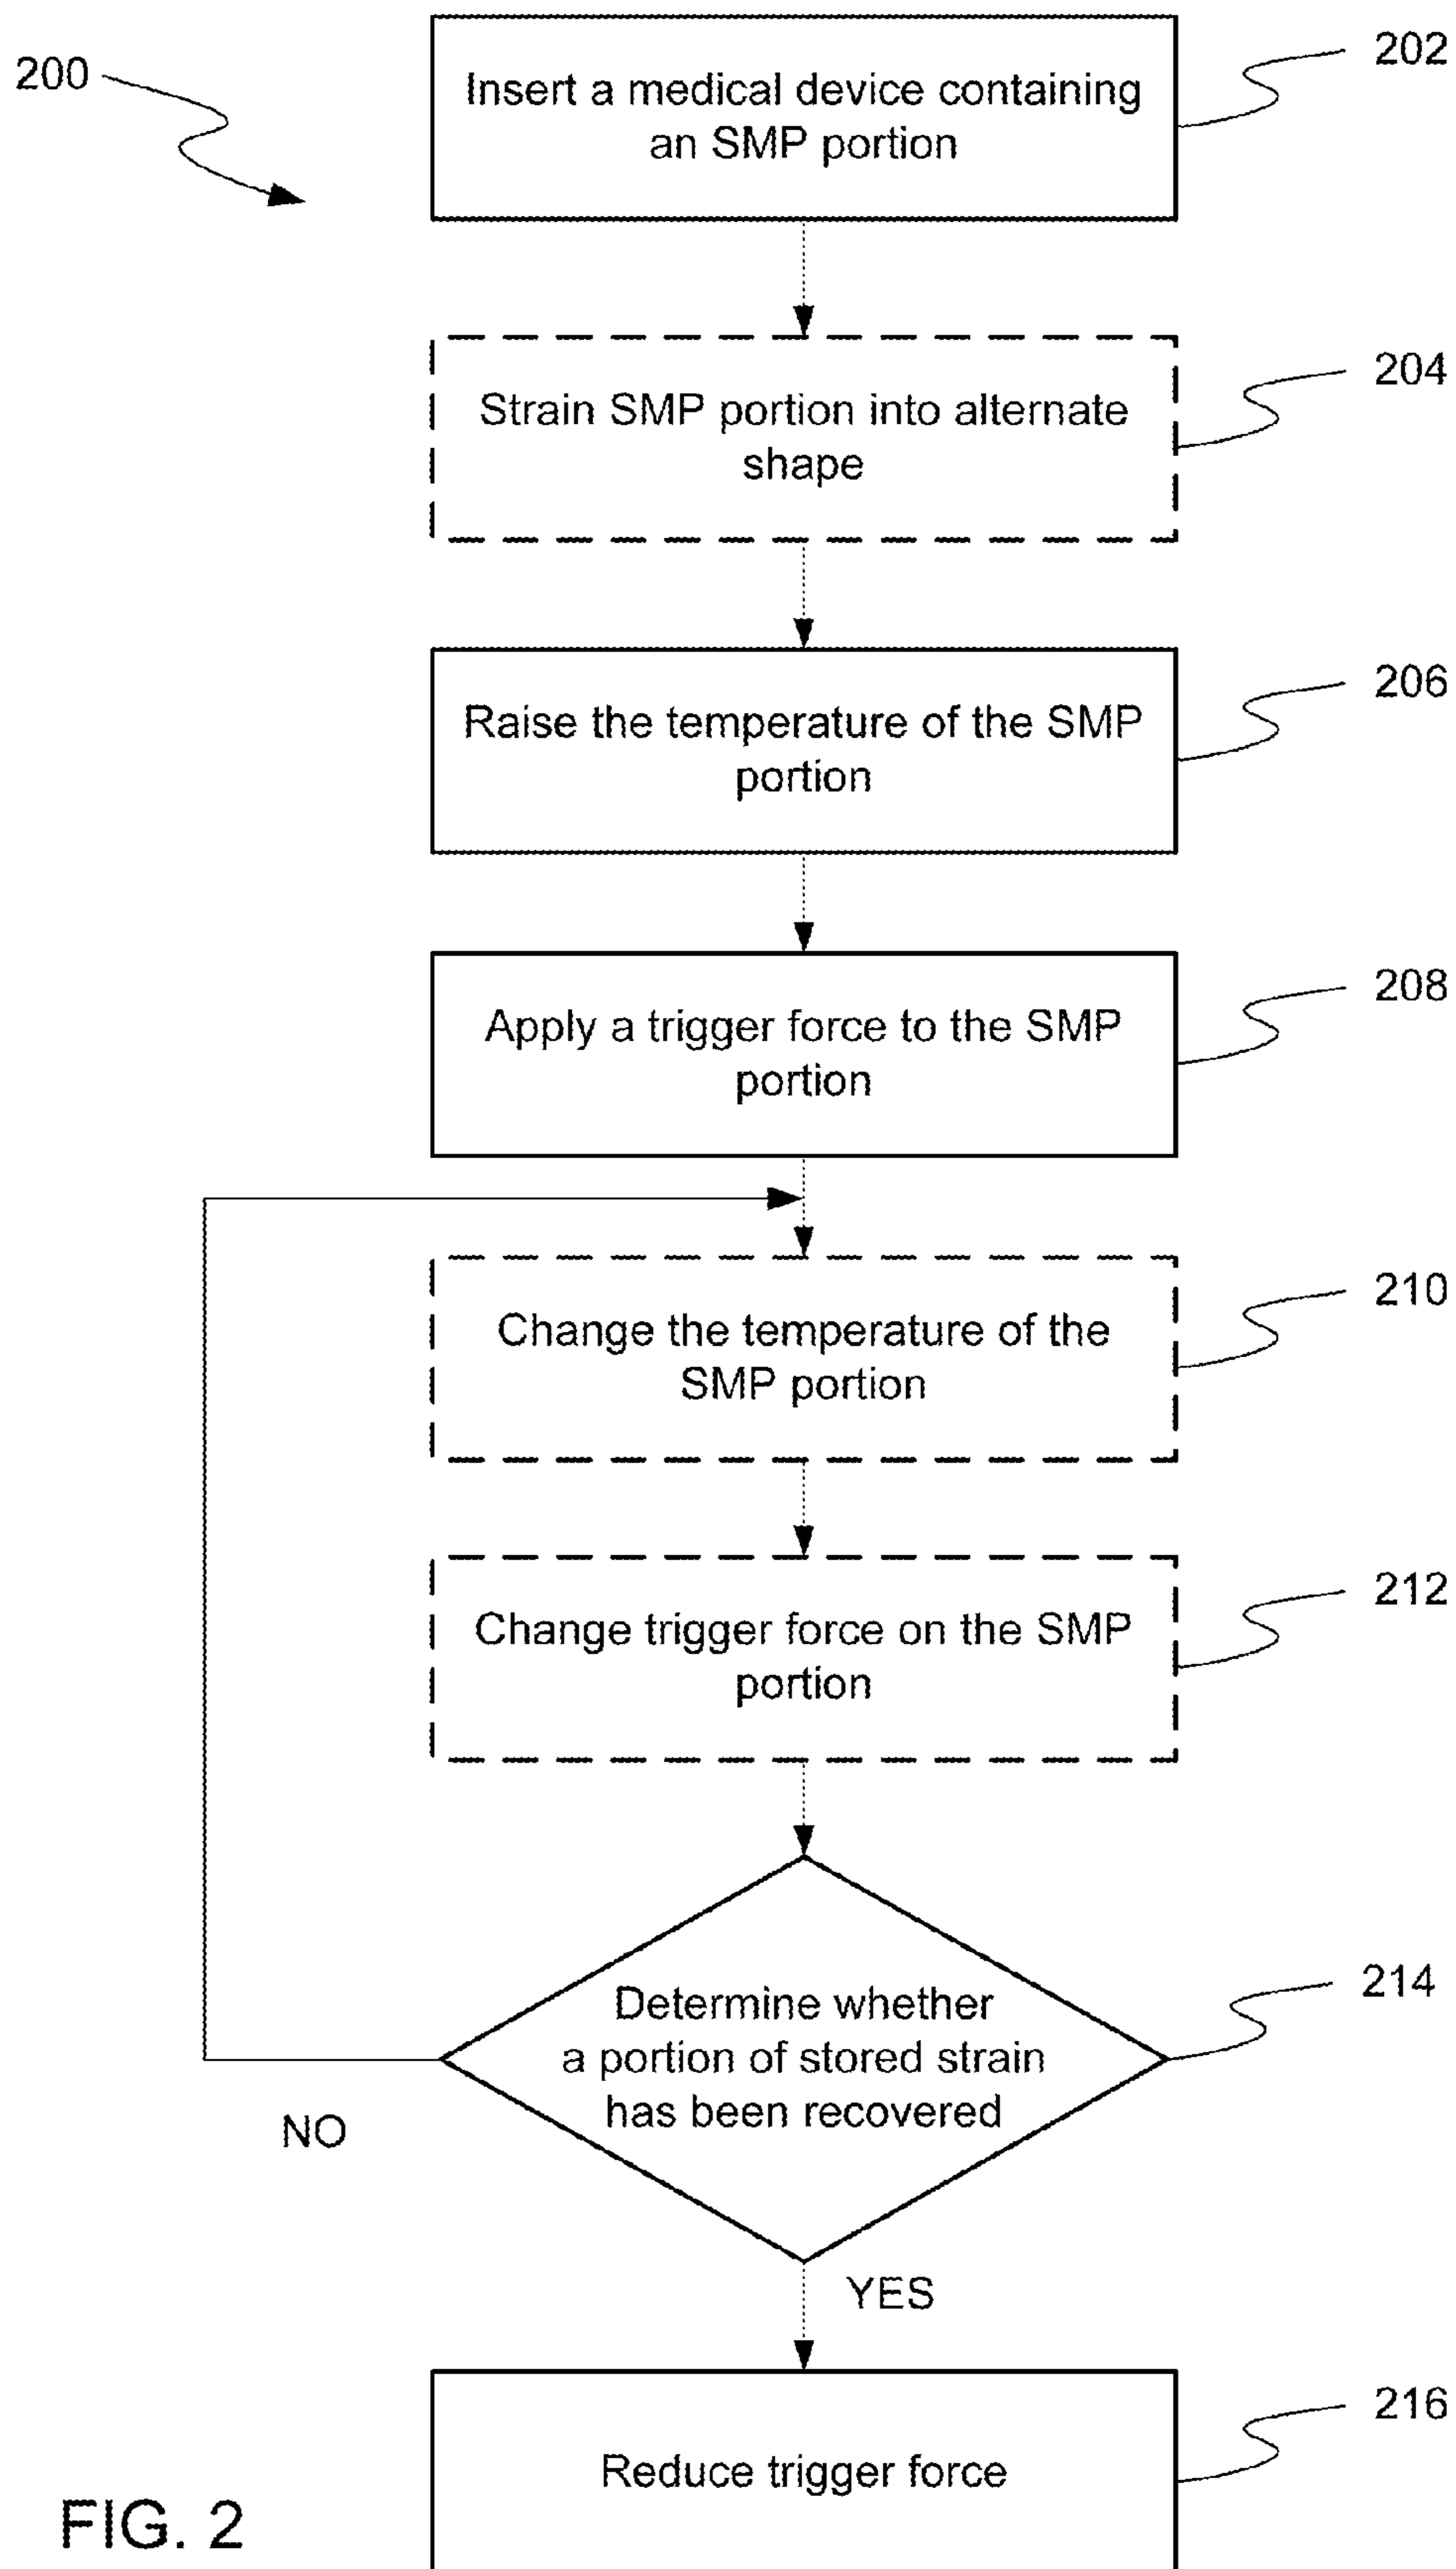 200
202
Insert a medical device containing
an SMP portion
204
Strain SMP portion into alternate
shape
206
Raise the temperature of the SMP
portion
208
Apply a trigger force to the SMP
portion
210
Change the temperature of the
SMP portion
212
Change trigger force on the SMP
portion
214
Determine whether
a portion of stored strain
has been recovered
NO
YES
216
Reduce trigger force
FIG. 2